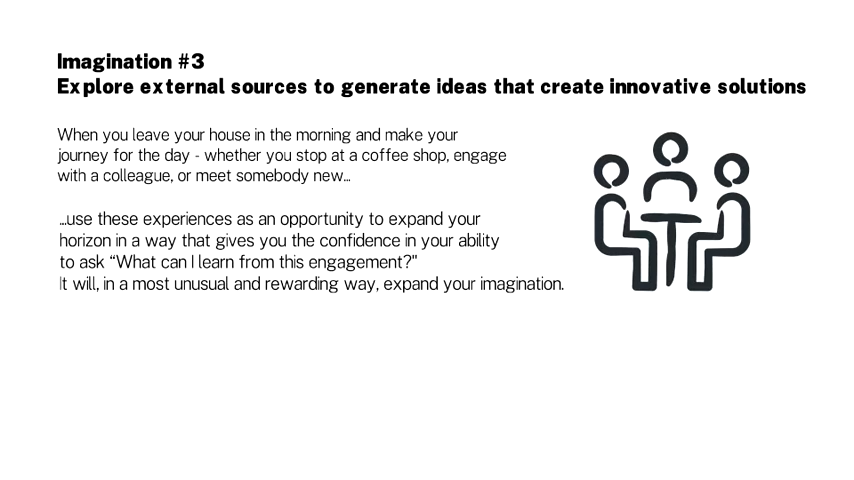 Imagination #3
Explore external sources to generate ideas that create innovative solutions
When you leave your house in the morning and make your
journey for the day - whether you stop at a coffee shop, engage
with a colleague, or meet somebody new...
...use these experiences as an opportunity to expand your
horizon in a way that gives you the confidence in your ability
to ask “What can I learn from this engagement?"
It will, in a most unusual and rewarding way, expand your imagination.